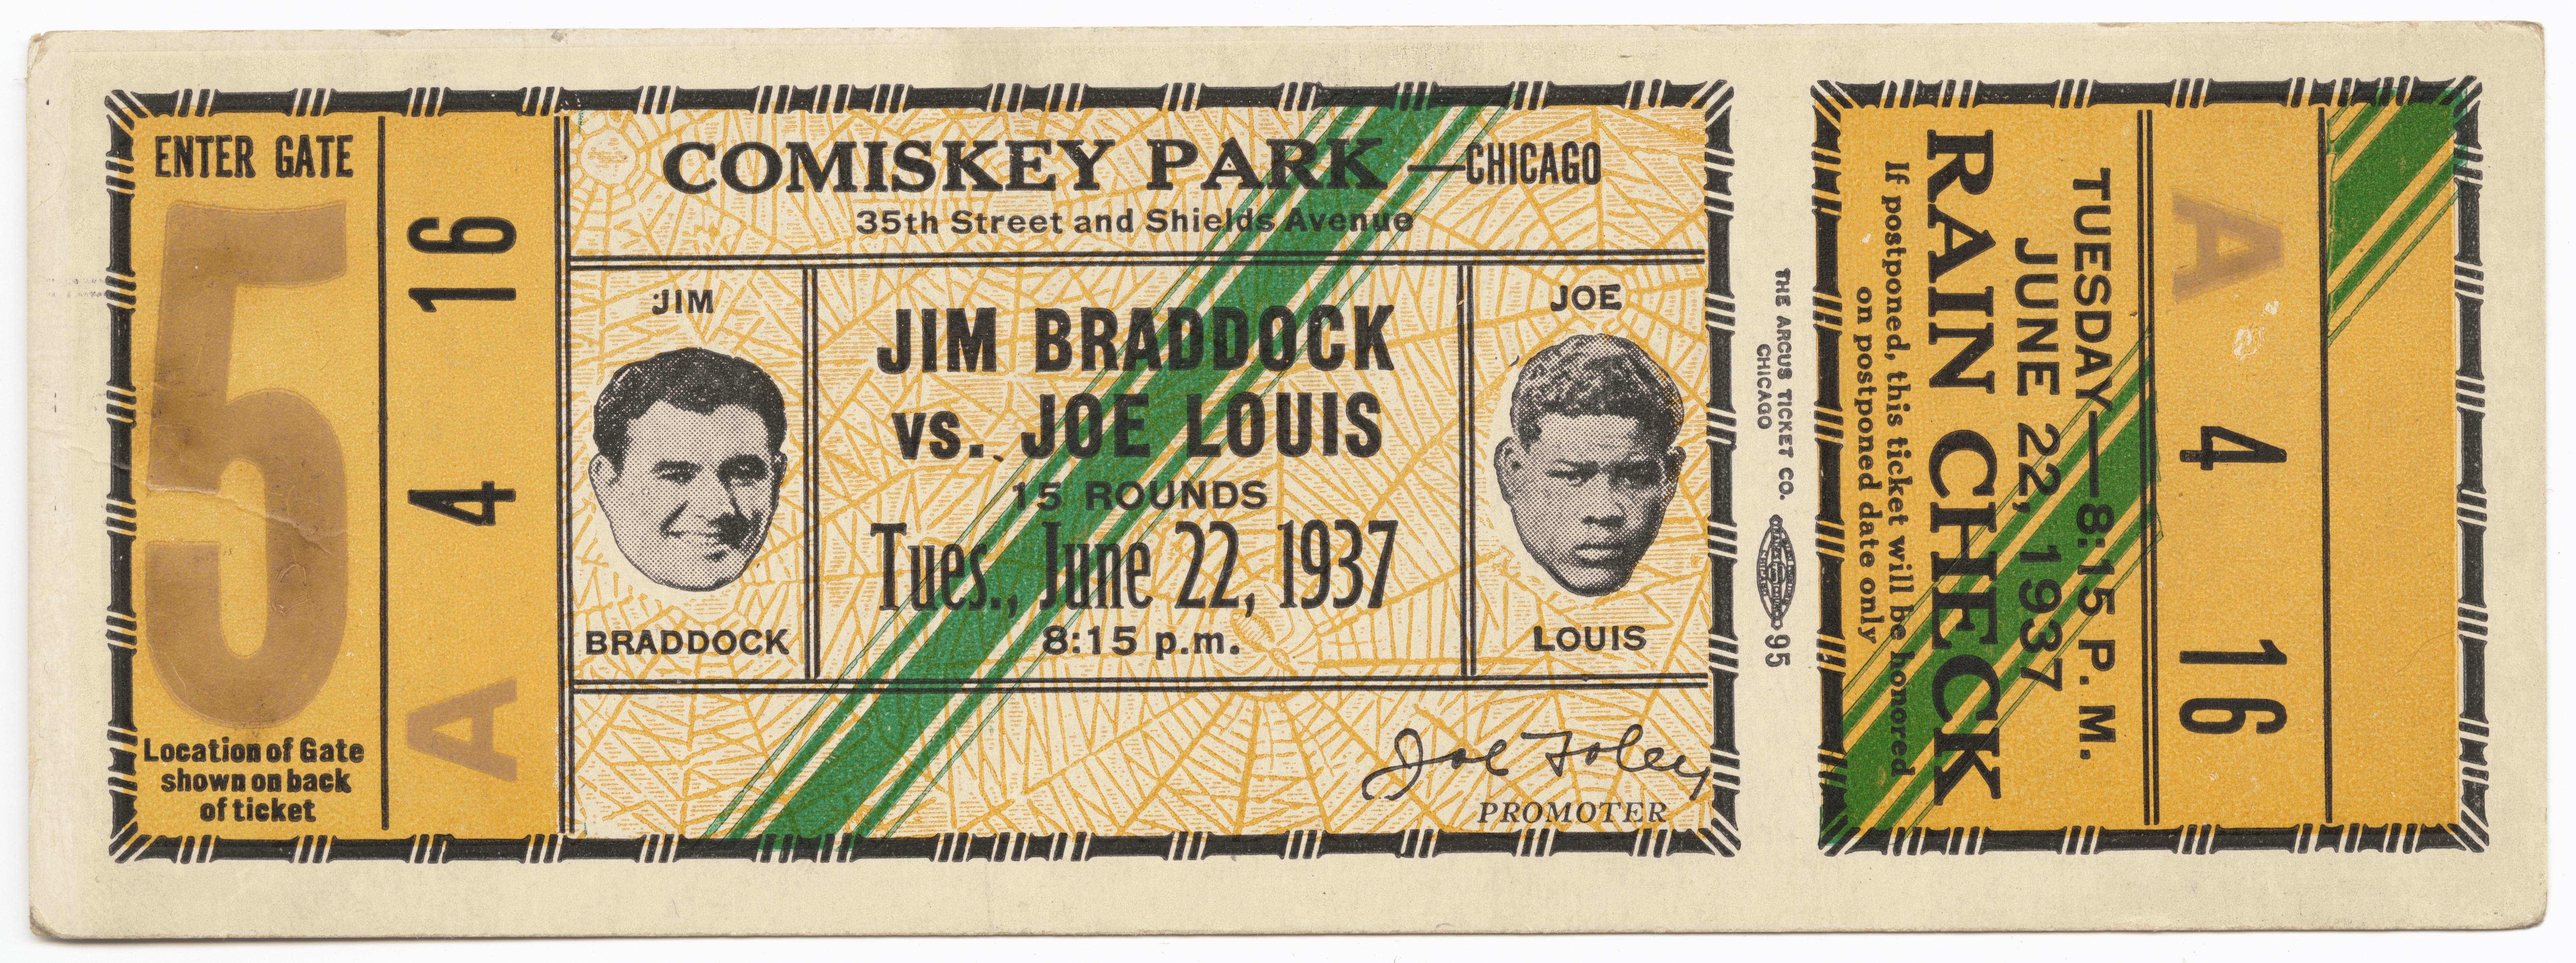 ENTER GATE
5
Location of Gate
shown on back
of ticket
A 4 16
COMISKEY PARK—CHICAGO
35th Street and Shields Avenue
JIM
BRADDOCK
JIM BRADDOCK
vs. JOE LOUIS
15 ROUNDS
Tues., June 22, 1937
8:15 p.m.
JOE
LOUIS
Joe Foley
PROMOTER
THE ARGUS TICKET CO.
CHICAGO
95
A 4 16
TUESDAY—8:15 P. M.
JUNE 22, 1937
RAIN CHECK
If postponed, this ticket will be honored
on postponed date only